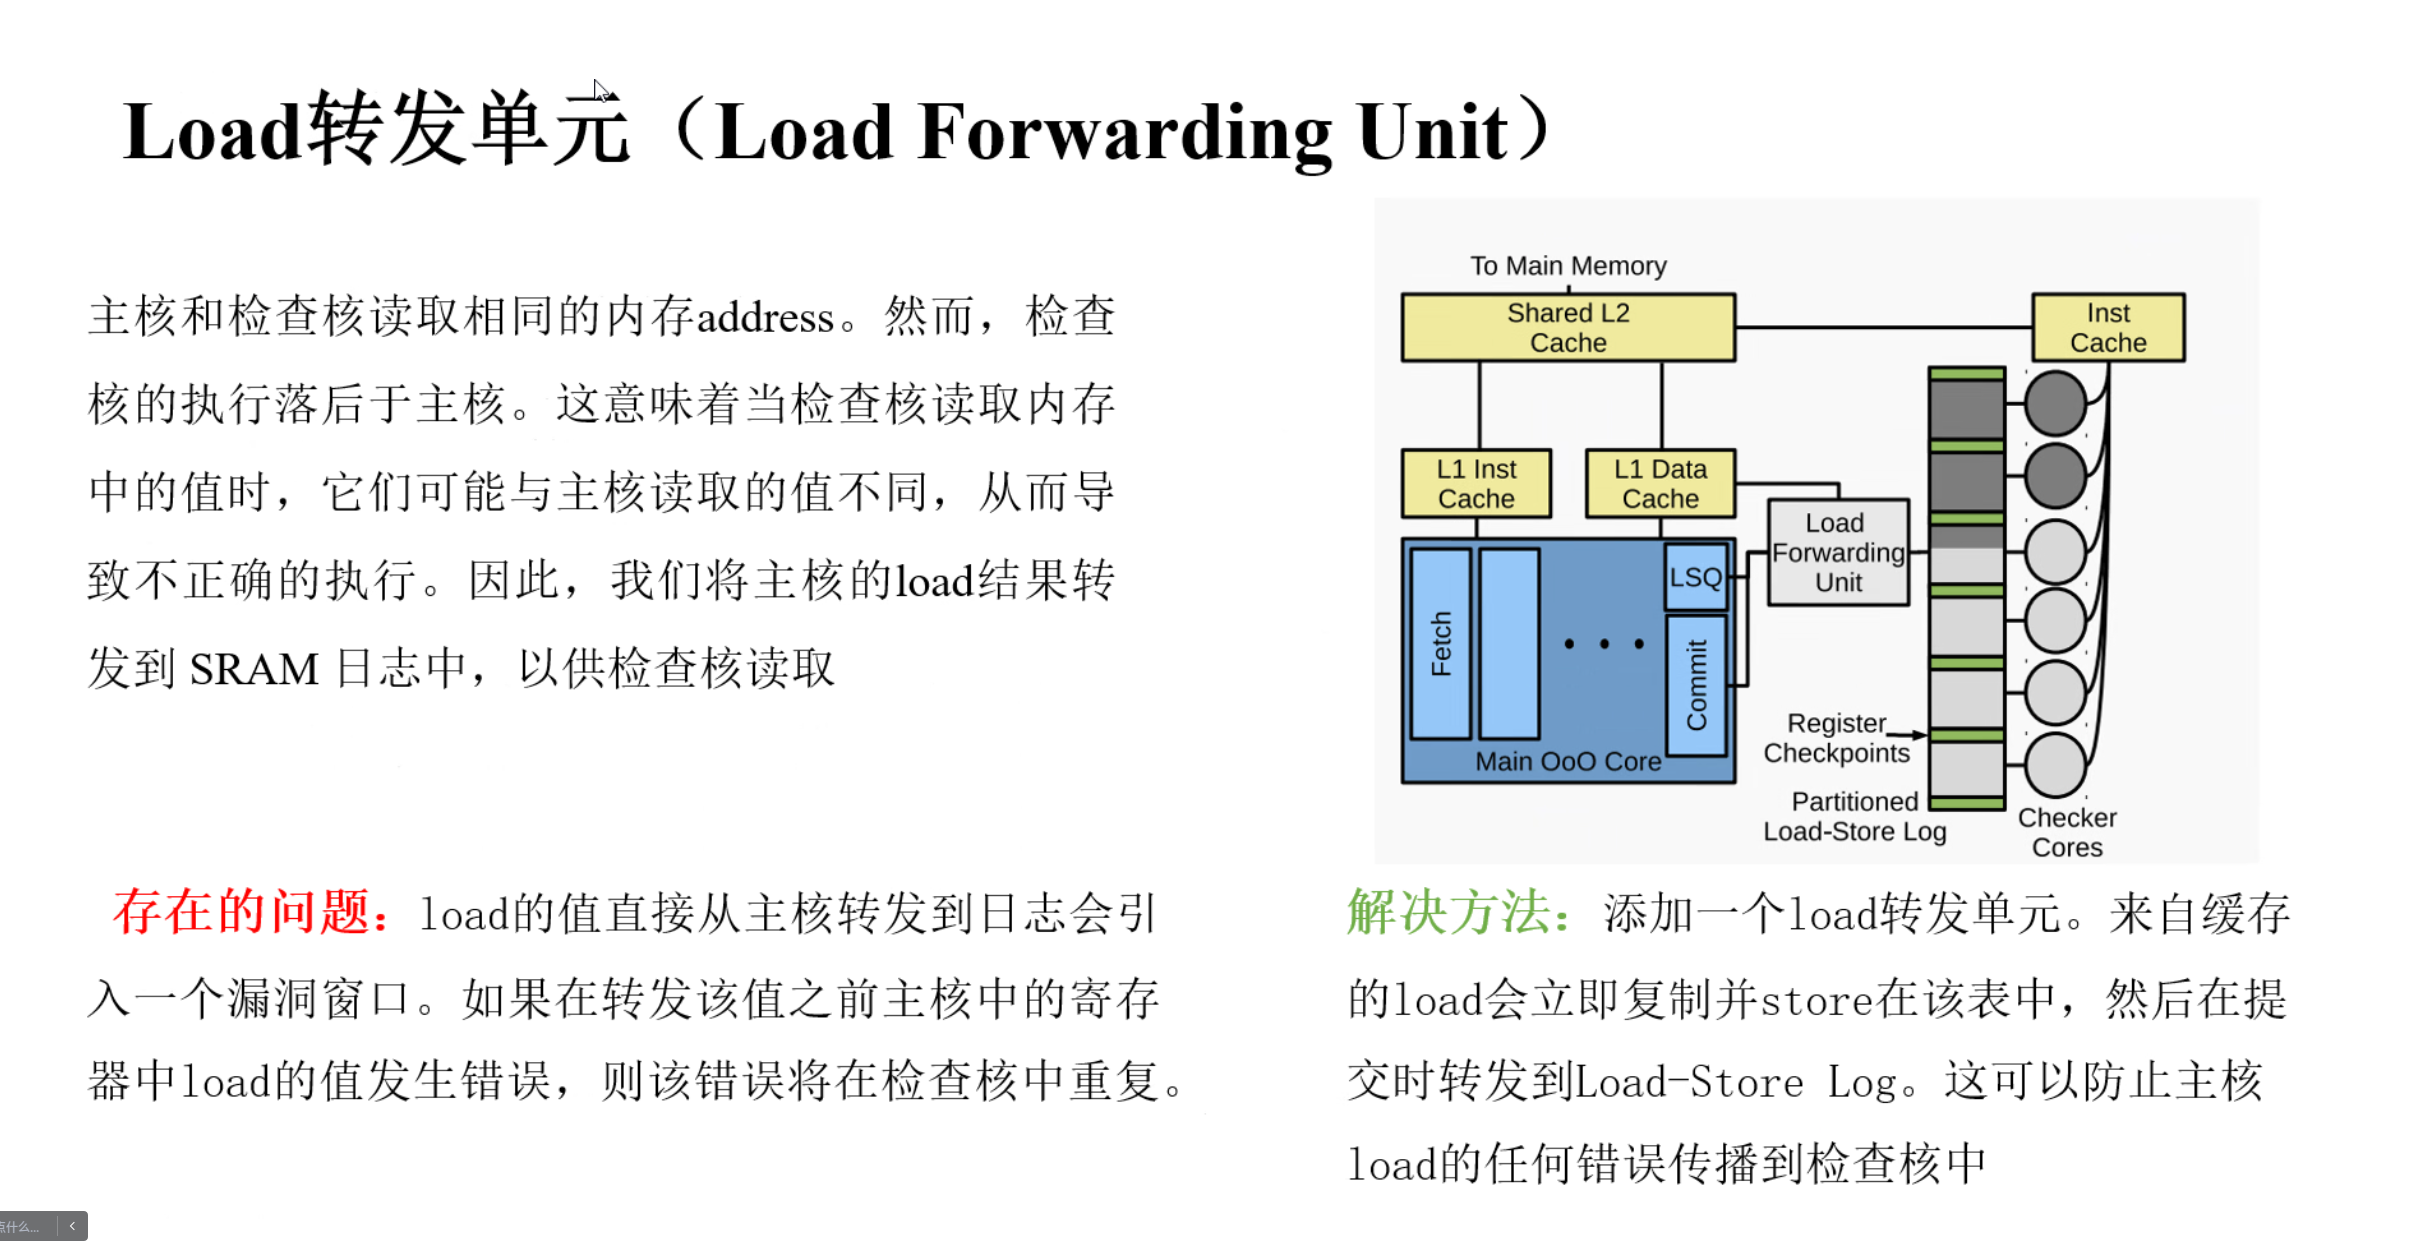 Load转发单元（Load Forwarding Unit）
主核和检查核读取相同的内存address。然而，检查
核的执行落后于主核。这意味着当检查核读取内存
中的值时，它们可能与主核读取的值不同，从而导
致不正确的执行。因此，我们将主核的load结果转
发到 SRAM 日志中，以供检查核读取
To Main Memory
Shared L2
Cache
Inst
Cache
L1 Inst
Cache
L1 Data
Cache
Load
Forwarding
Unit
LSQ
Fetch
Commit
Main OoO Core
Register
Checkpoints
Partitioned
Load-Store Log
Checker
Cores
存在的问题：load的值直接从主核转发到日志会引
入一个漏洞窗口。如果在转发该值之前主核中的寄存
器中load的值发生错误，则该错误将在检查核中重复。
解决方法：添加一个load转发单元。来自缓存
的load会立即复制并store在该表中，然后在提
交时转发到Load-Store Log。这可以防止主核
load的任何错误传播到检查核中
点什么...